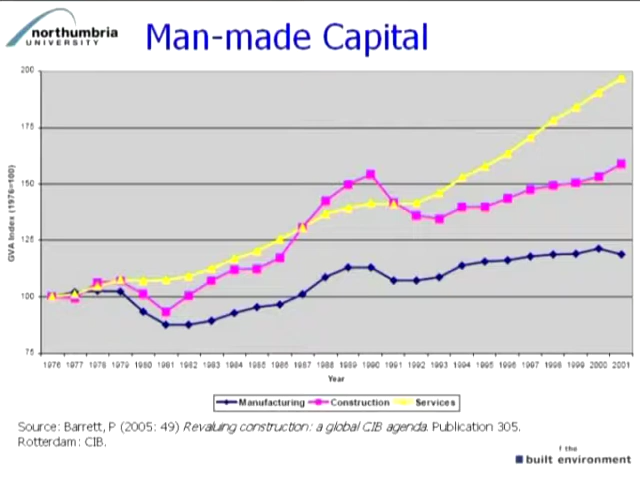 northumbria
UNIVERSITY
Man-made Capital
200
175
150
125
100
75
GVA Index (1976=100)
1976 1977 1978 1979 1980 1981 1982 1983 1984 1985 1986 1987 1988 1989 1990 1991 1992 1993 1994 1995 1996 1997 1998 1999 2000 2001
Year
Manufacturing Construction Services
Source: Barrett, P (2005: 49) Revaluing construction: a global CIB agenda. Publication 305.
Rotterdam: CIB.
f the
built environment